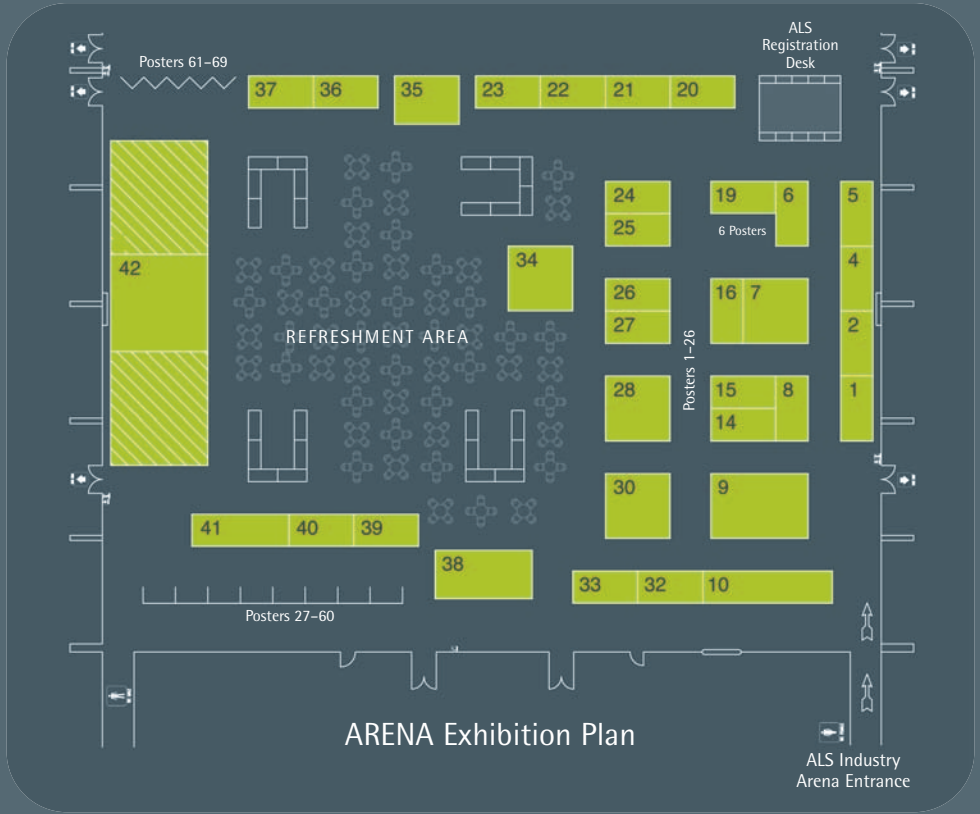 ALS
Registration
Desk
Posters 61–69
37 36 35 23 22 21 20
24 19 6 5
25 6 Posters
42 34 4
26 16 7
27 2
REFRESHMENT AREA
Posters 1–26
28 15 8 1
14
30 9
41 40 39
38
33 32 10
Posters 27–60
ARENA Exhibition Plan
ALS Industry
Arena Entrance